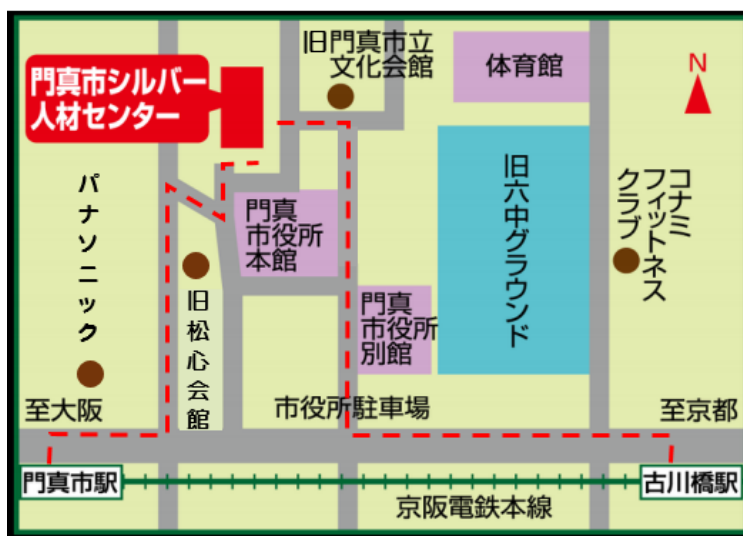 旧門真市立
文化会館
体育館
N
門真市シルバー
人材センター
パナソニック
門真
市役所
本館
旧六中グラウンド
コナミ
フィットネス
クラブ
旧松心会館
門真
市役所
別館
至大阪
市役所駐車場
至京都
門真市駅
古川橋駅
京阪電鉄本線